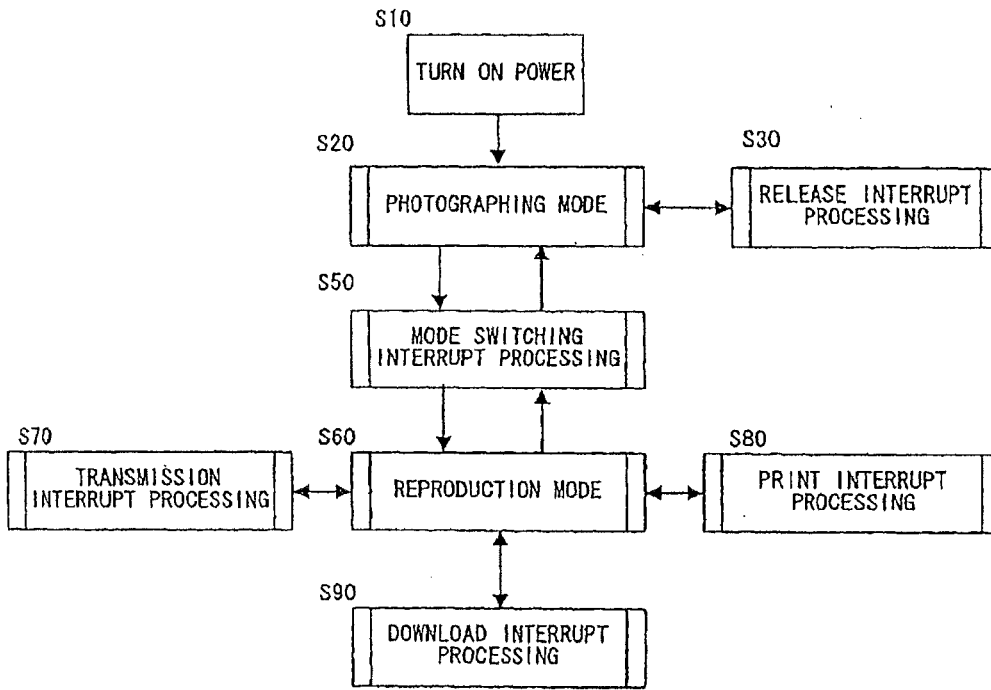 S10
TURN ON POWER
S20
PHOTOGRAPHING MODE
S30
RELEASE INTERRUPT
PROCESSING
S50
MODE SWITCHING
INTERRUPT PROCESSING
S70
TRANSMISSION
INTERRUPT PROCESSING
S60
REPRODUCTION MODE
S80
PRINT INTERRUPT
PROCESSING
S90
DOWNLOAD INTERRUPT
PROCESSING